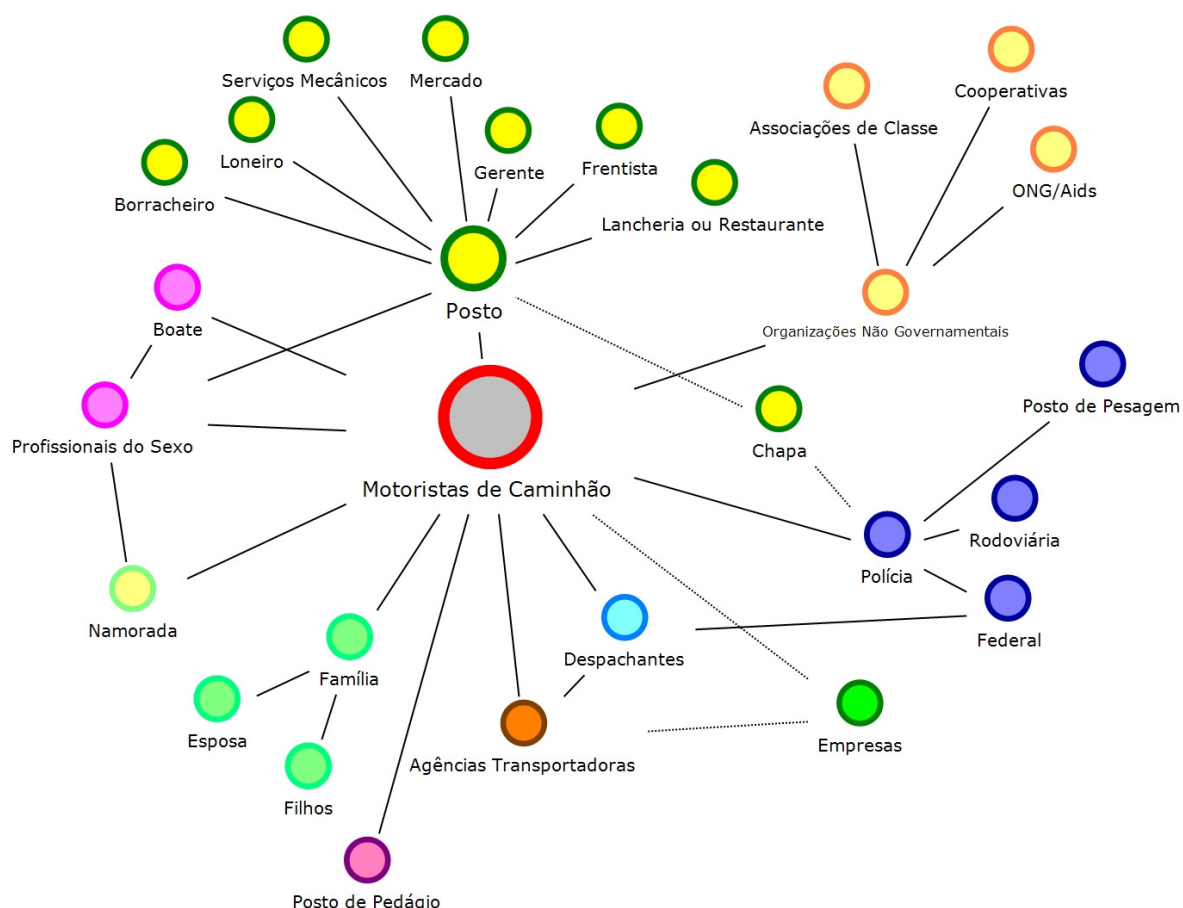 Serviços Mecânicos
Mercado
Cooperativas
Associações de Classe
Loneiro
Gerente
Frentista
ONG/Aids
Borracheiro
Lancheria ou Restaurante
Posto
Boate
Organizações Não Governamentais
Posto de Pesagem
Profissionais do Sexo
Chapa
Motoristas de Caminhão
Rodoviária
Polícia
Namorada
Federal
Despachantes
Família
Esposa
Empresas
Agências Transportadoras
Filhos
Posto de Pedágio